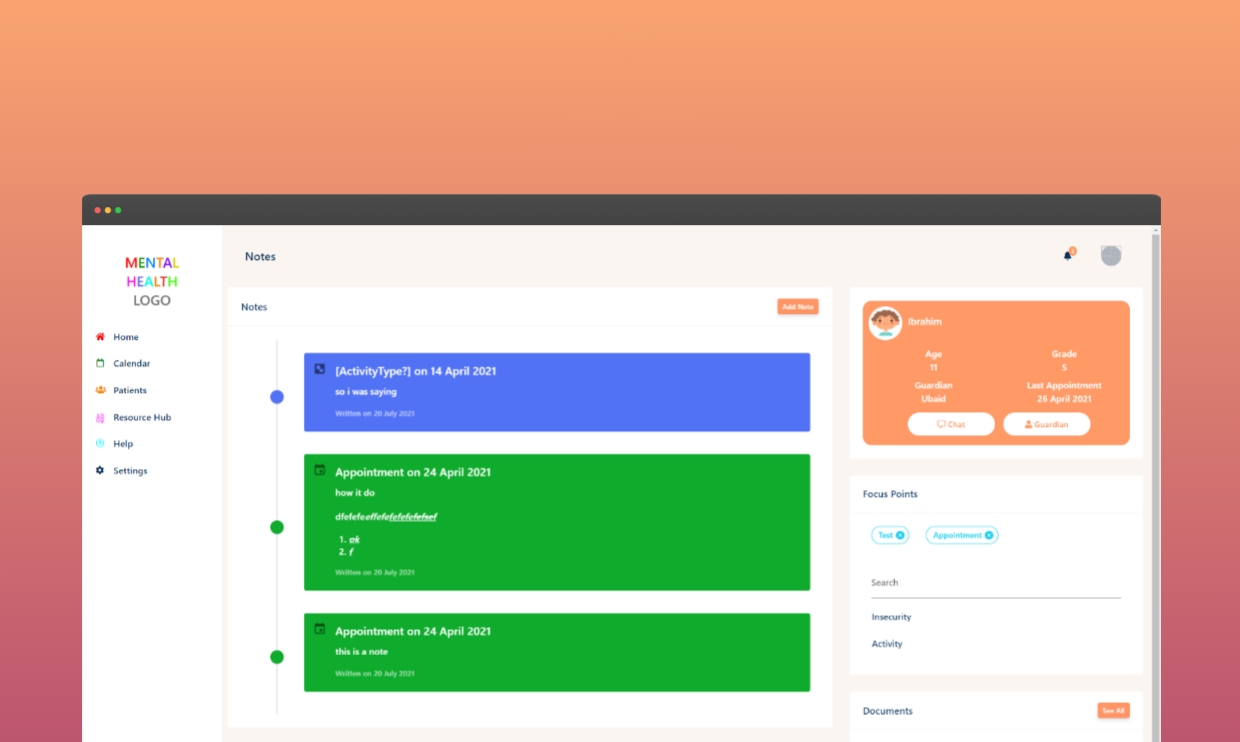 MENTAL
HEALTH
LOGO
Home
Calendar
Patients
Resource Hub
Help
Settings
Notes
Notes
Add Note
[ActivityType?] on 14 April 2021
so i was saying
Written on 20 July 2021
Appointment on 24 April 2021
how it do
dfefefeeffefefefefefefsef
1. ok
2. f
Written on 20 July 2021
Appointment on 24 April 2021
this is a note
Written on 20 July 2021
Ibrahim
Age Grade
11 5
Guardian Last Appointment
Ubaid 26 April 2021
Chat Guardian
Focus Points
Test Appointment
Search
Insecurity
Activity
Documents
See All